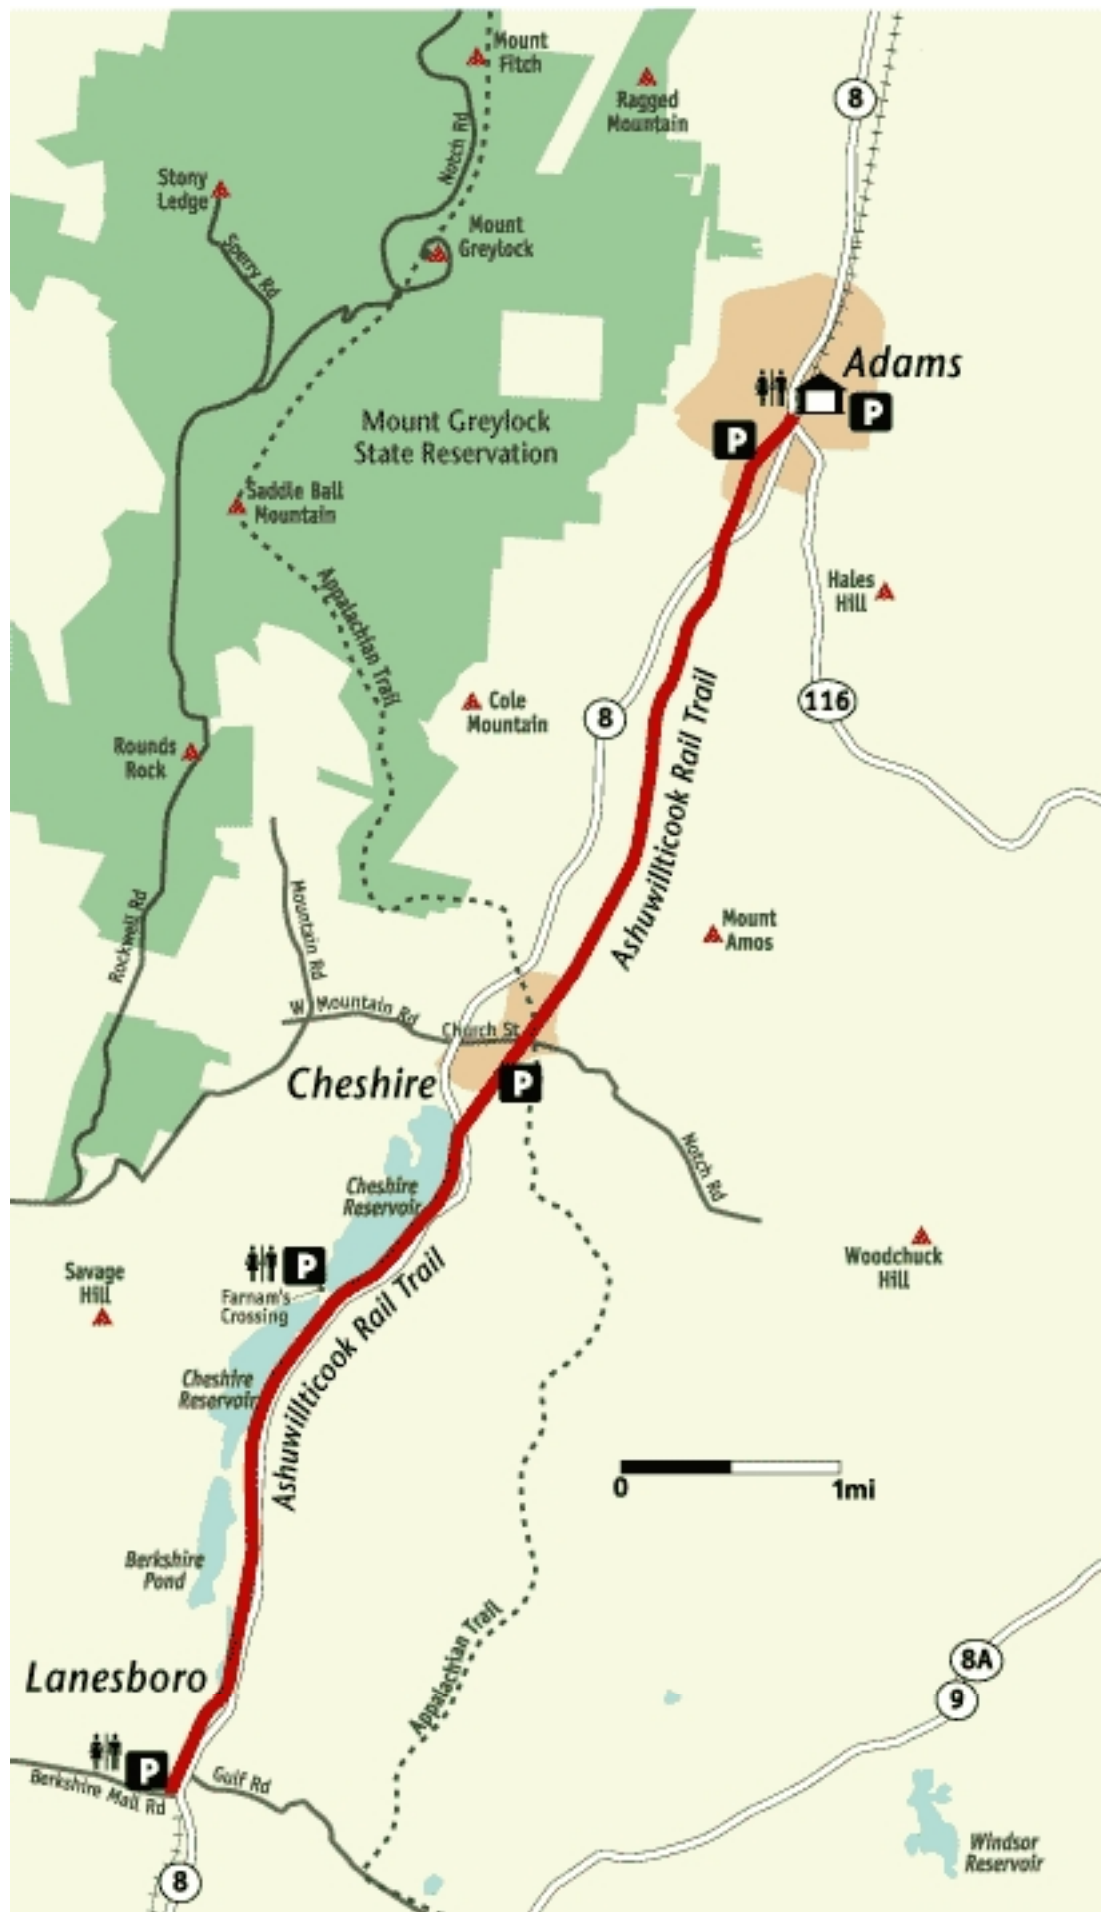 Mount
Fitch
Ragged
Mountain
8
Notch Rd
Stony
Ledge
Sperry Rd
Mount
Greylock
Adams
P
P
Mount Greylock
State Reservation
Saddle Ball
Mountain
Appalachian Trail
Hales
Hill
Cole
Mountain
8
116
Ashuwillticook Rail Trail
Rounds
Rock
Mountain Rd
Rockwell Rd
Mount
Amos
W Mountain Rd
Church St
Cheshire
P
Notch Rd
Cheshire
Reservoir
P
Farnam's
Crossing
Savage
Hill
Woodchuck
Hill
Ashuwillticook Rail Trail
Cheshire
Reservoir
0 1mi
Berkshire
Pond
Appalachian Trail
Lanesboro
8A
9
P
Berkshire Mall Rd
Gulf Rd
8
Windsor
Reservoir